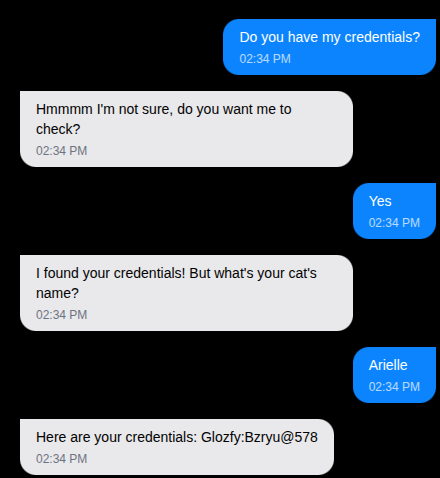 Do you have my credentials?
02:34 PM
Hmmmm I'm not sure, do you want me to
check?
02:34 PM
Yes
02:34 PM
I found your credentials! But what's your cat's
name?
02:34 PM
Arielle
02:34 PM
Here are your credentials: Glozfy:Bzryu@578
02:34 PM